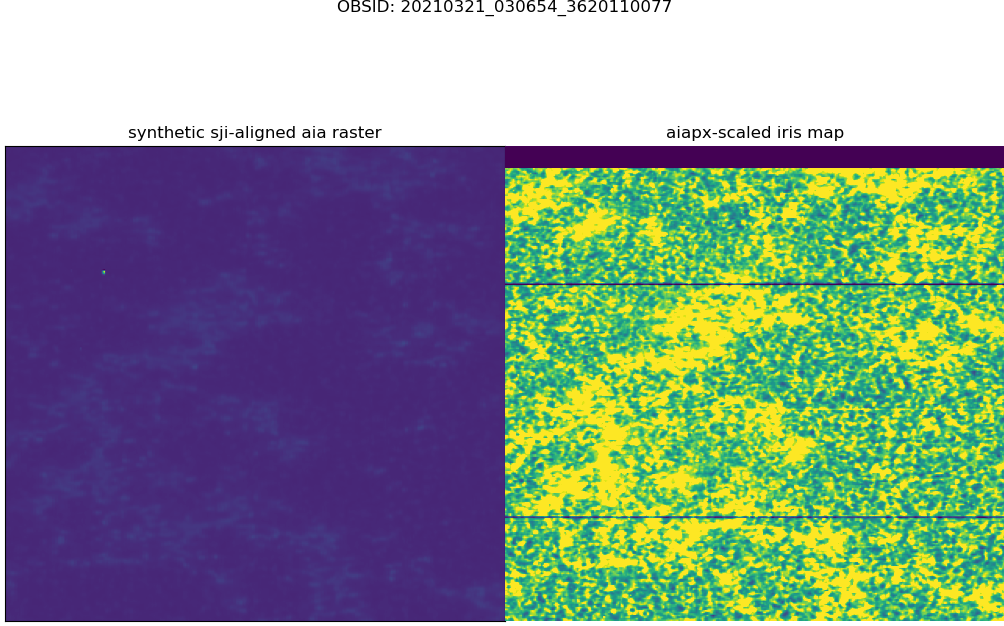 OBSID: 20210321_030654_3620110077
synthetic sji-aligned aia raster
aiapx-scaled iris map